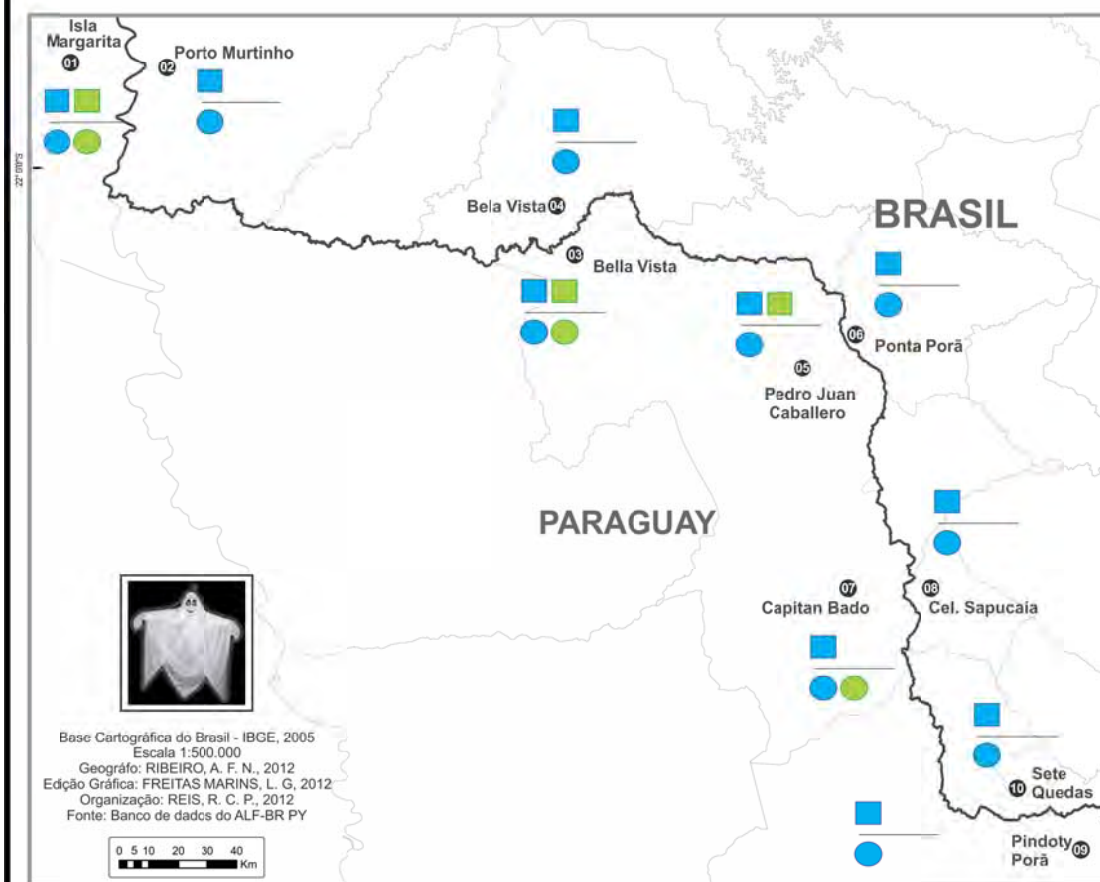 Isla
Margarita
01
02
Porto Murtinho
Bela Vista
04
03
Bella Vista
BRASIL
06
Ponta Porã
05
Pedro Juan
Caballero
PARAGUAY
07
Capitan Bado
08
Cel. Sapucaia
10
Sete
Quedas
Pindoty
Porã
09
Base Cartográfica do Brasil - IBGE, 2005
Escala 1:500.000
Geográfo: RIBEIRO, A. F. N., 2012
Edição Gráfica: FREITAS MARINS, L. G, 2012
Organização: REIS, R. C. P., 2012
Fonte: Banco de dados do ALF-BR PY
0 5 10 20 30 40
Km